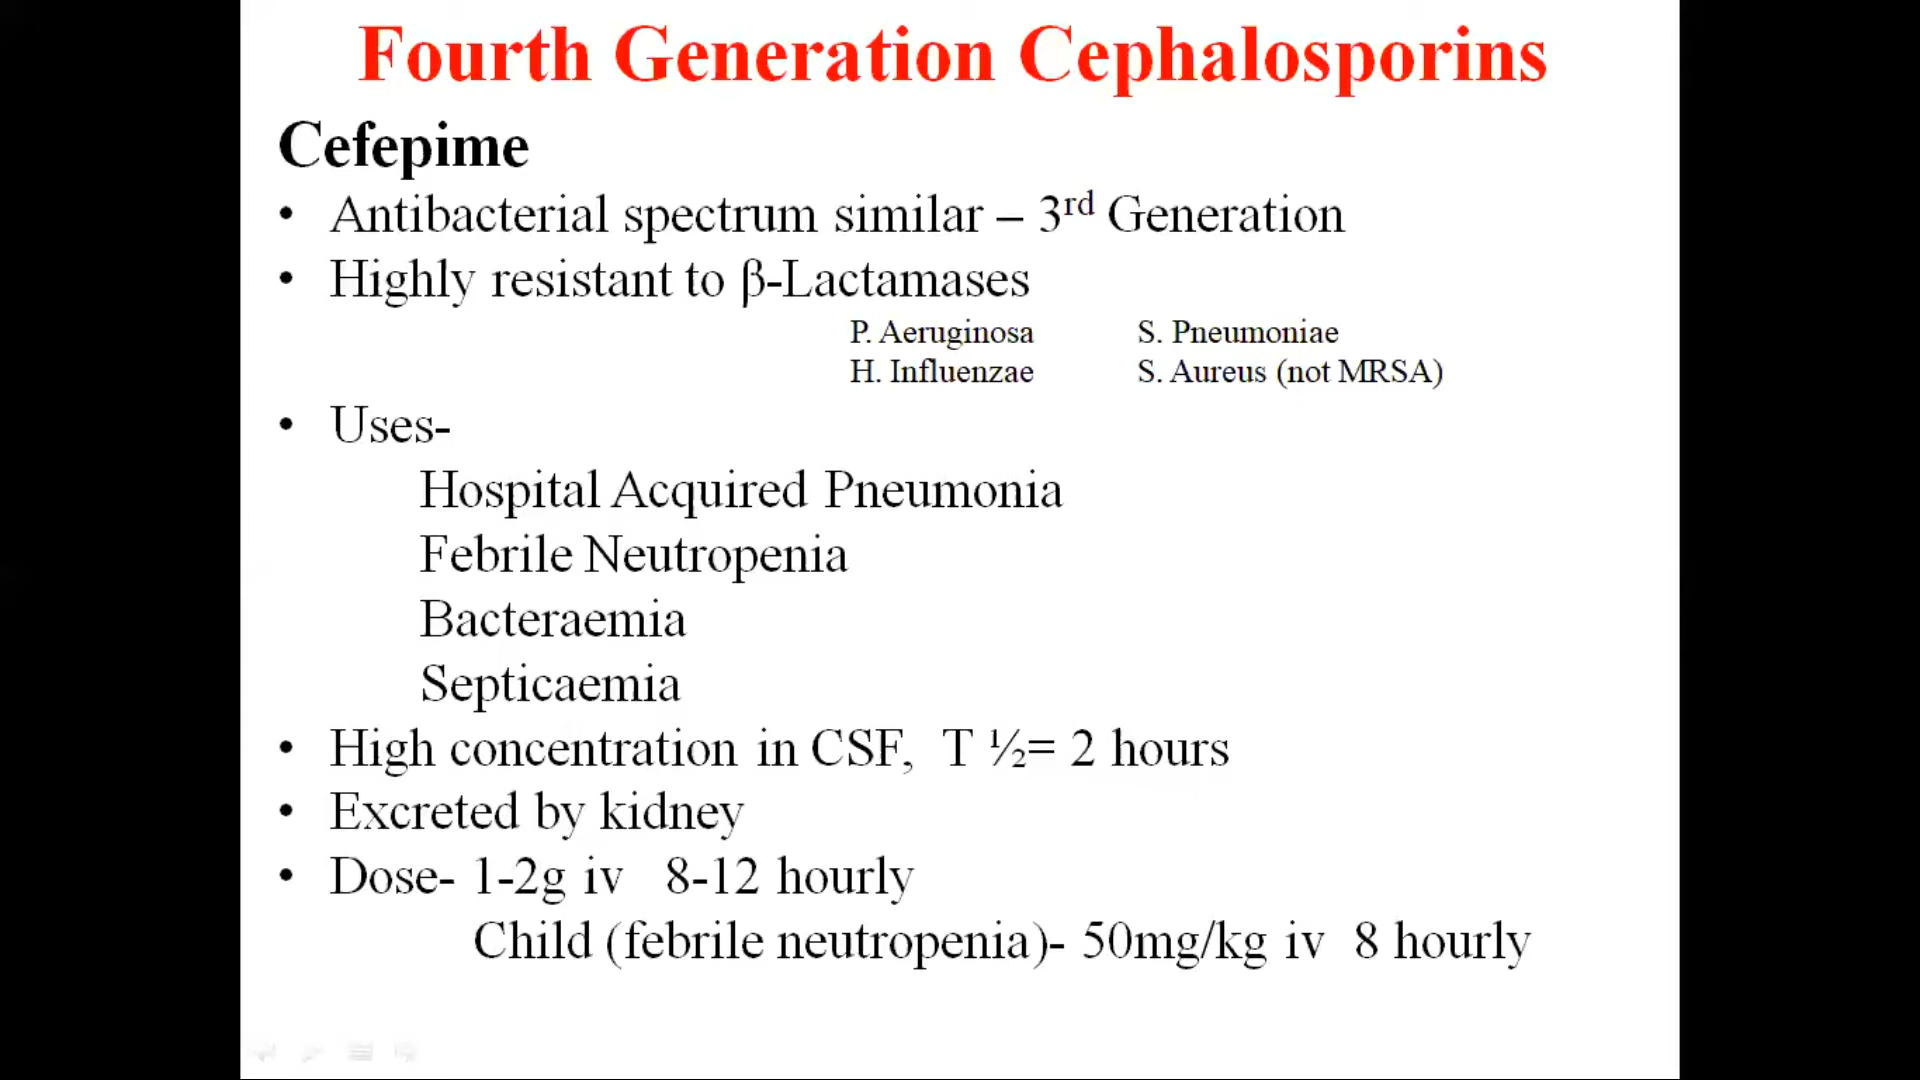 Fourth Generation Cephalosporins
Cefepime
• Antibacterial spectrum similar – 3rd Generation
• Highly resistant to β-Lactamases
P. Aeruginosa S. Pneumoniae
H. Influenzae S. Aureus (not MRSA)
• Uses-
Hospital Acquired Pneumonia
Febrile Neutropenia
Bacteraemia
Septicaemia
• High concentration in CSF, T ½= 2 hours
• Excreted by kidney
• Dose- 1-2g iv 8-12 hourly
Child (febrile neutropenia)- 50mg/kg iv 8 hourly